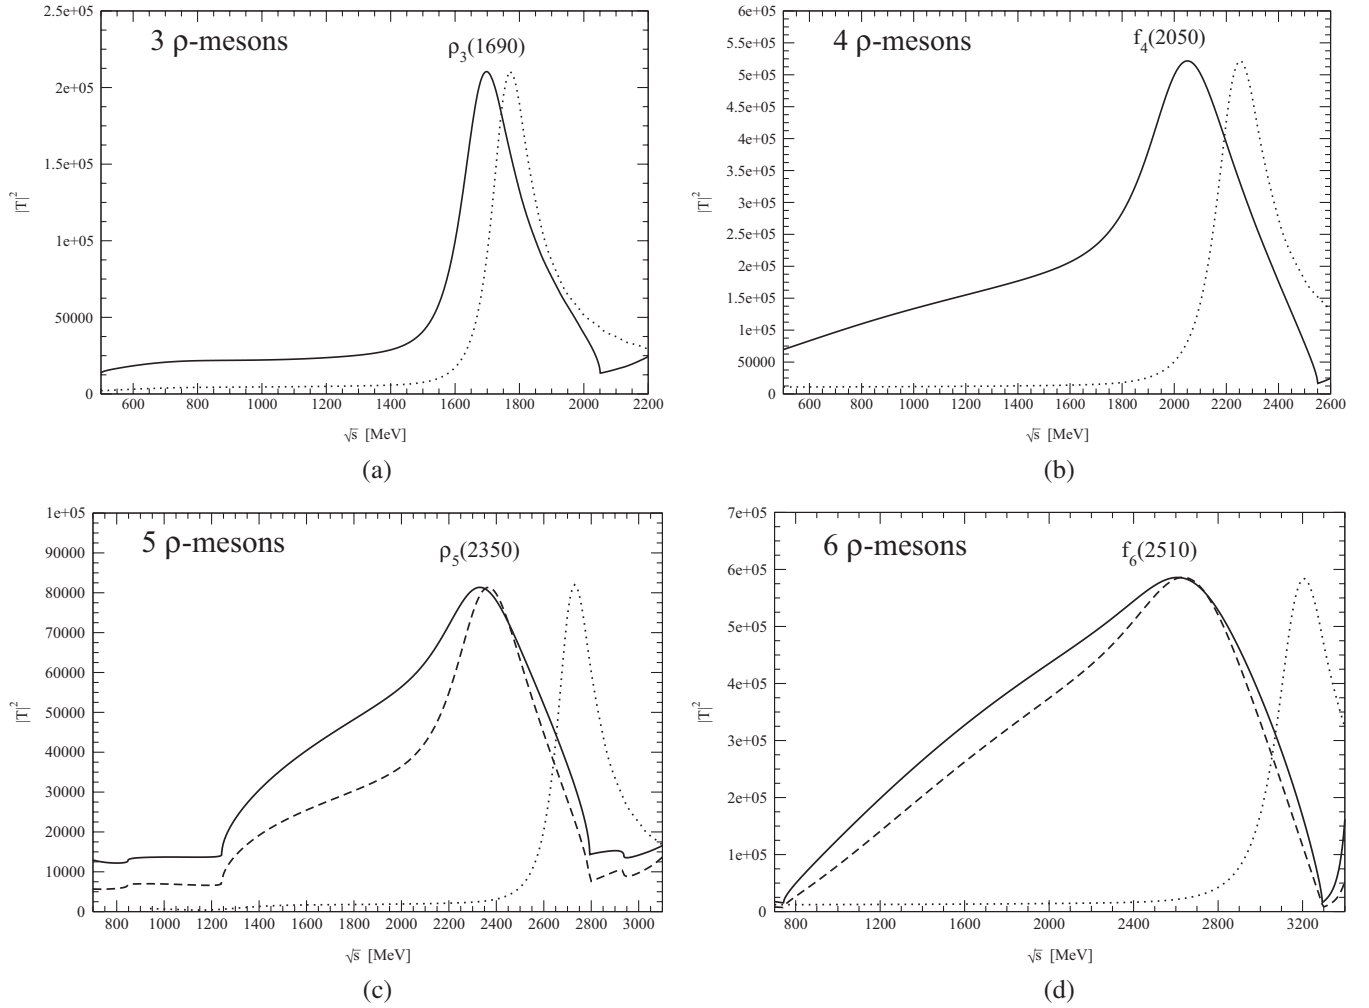 3 ρ-mesons
ρ₃(1690)
2.5e+05
2e+05
1.5e+05
1e+05
50000
0
|T|²
600 800 1000 1200 1400 1600 1800 2000 2200
√s [MeV]
(a)
4 ρ-mesons
f₄(2050)
6e+05
5.5e+05
5e+05
4.5e+05
4e+05
3.5e+05
3e+05
2.5e+05
2e+05
1.5e+05
1e+05
50000
0
|T|²
600 800 1000 1200 1400 1600 1800 2000 2200 2400 2600
√s [MeV]
(b)
5 ρ-mesons
ρ₅(2350)
1e+05
90000
80000
70000
60000
50000
40000
30000
20000
10000
0
|T|²
800 1000 1200 1400 1600 1800 2000 2200 2400 2600 2800 3000
√s [MeV]
(c)
6 ρ-mesons
f₆(2510)
7e+05
6e+05
5e+05
4e+05
3e+05
2e+05
1e+05
0
|T|²
800 1200 1600 2000 2400 2800 3200
√s [MeV]
(d)